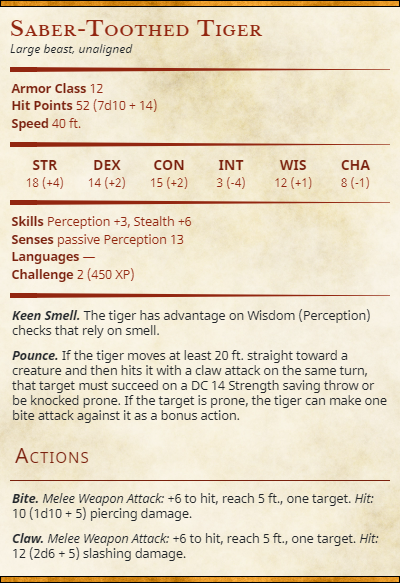 Saber-Toothed Tiger
Large beast, unaligned
Armor Class 12
Hit Points 52 (7d10 + 14)
Speed 40 ft.
STR DEX CON INT WIS CHA
18 (+4) 14 (+2) 15 (+2) 3 (-4) 12 (+1) 8 (-1)
Skills Perception +3, Stealth +6
Senses passive Perception 13
Languages —
Challenge 2 (450 XP)
Keen Smell. The tiger has advantage on Wisdom (Perception)
checks that rely on smell.
Pounce. If the tiger moves at least 20 ft. straight toward a
creature and then hits it with a claw attack on the same turn,
that target must succeed on a DC 14 Strength saving throw or
be knocked prone. If the target is prone, the tiger can make one
bite attack against it as a bonus action.
Actions
Bite. Melee Weapon Attack: +6 to hit, reach 5 ft., one target. Hit:
10 (1d10 + 5) piercing damage.
Claw. Melee Weapon Attack: +6 to hit, reach 5 ft., one target. Hit:
12 (2d6 + 5) slashing damage.